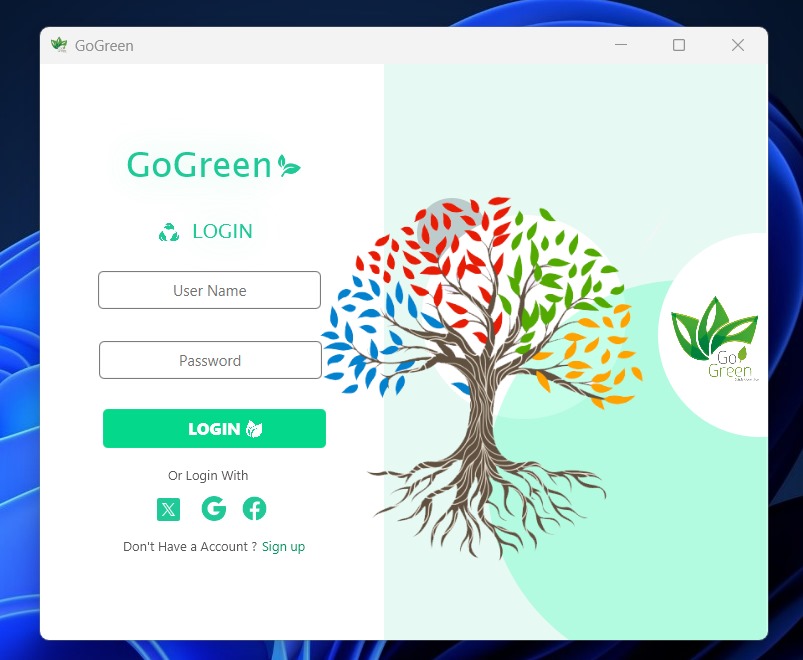 GoGreen
GoGreen
LOGIN
User Name
Password
LOGIN
Or Login With
Don't Have a Account ? Sign up
Go
Green